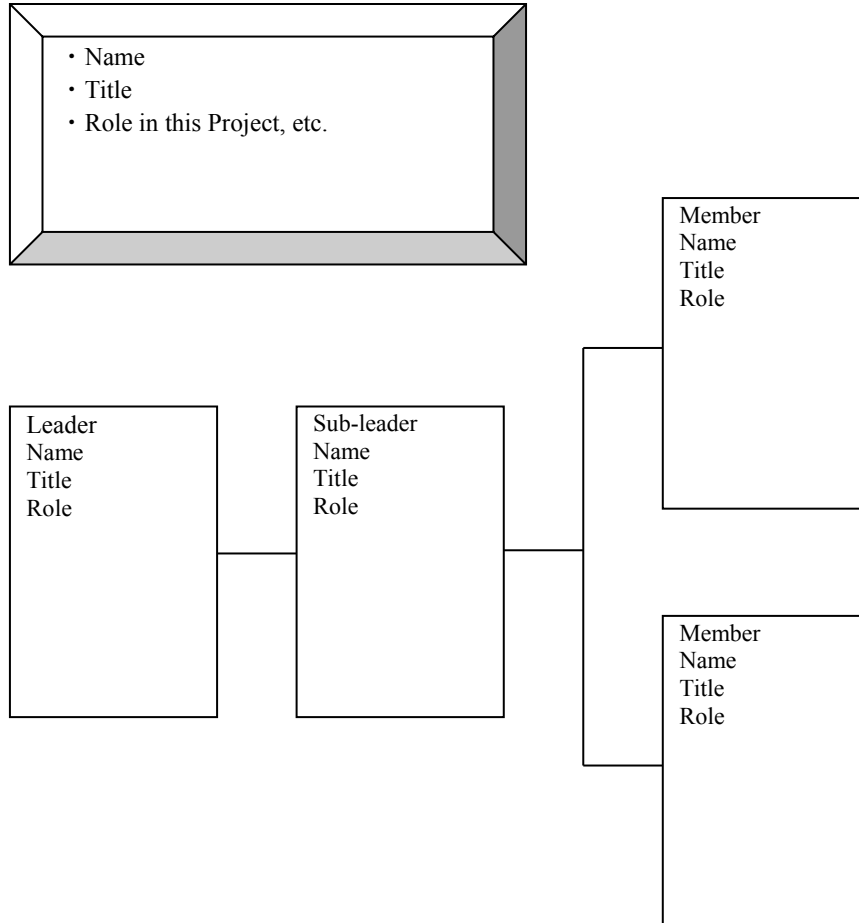 ・Name
・Title
・Role in this Project, etc.
Leader
Name
Title
Role
Sub-leader
Name
Title
Role
Member
Name
Title
Role
Member
Name
Title
Role